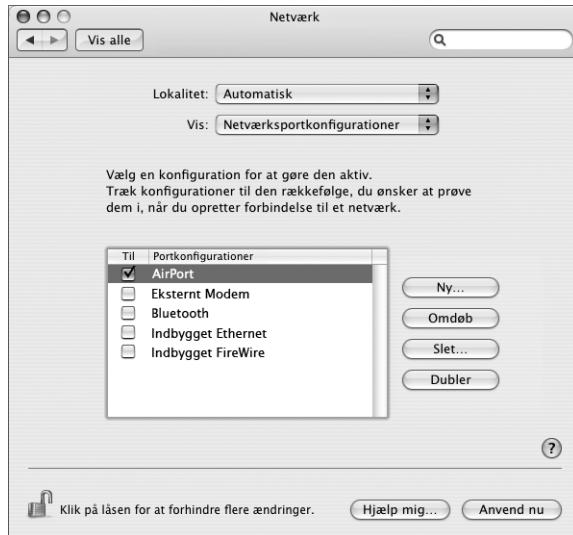 Netværk
Vis alle
Lokalitet: Automatisk
Vis: Netværksportkonfigurationer
Vælg en konfiguration for at gøre den aktiv.
Træk konfigurationer til den rækkefølge, du ønsker at prøve
dem i, når du opretter forbindelse til et netværk.
Til Portkonfigurationer
AirPort
Eksternt Modem
Bluetooth
Indbygget Ethernet
Indbygget FireWire
Ny...
Omdøb
Slet...
Dubler
?
Klik på låsen for at forhindre flere ændringer.
Hjælp mig...
Anvend nu